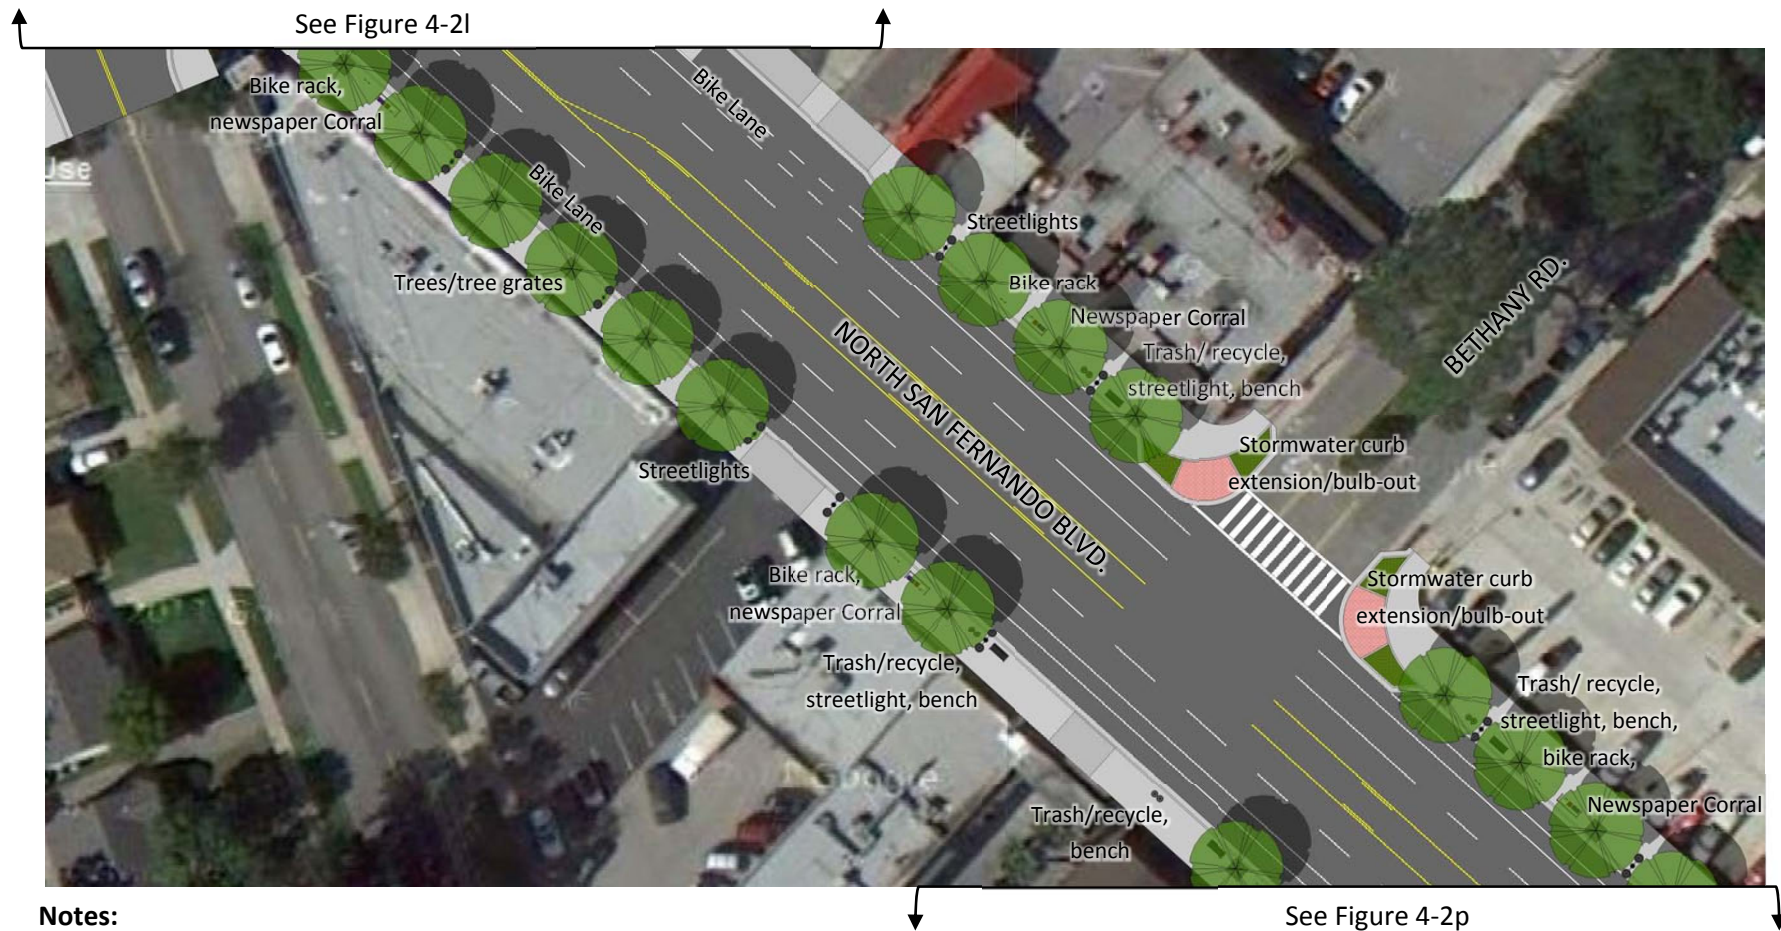 See Figure 4-2l
Bike rack,
newspaper Corral
Bike Lane
Use
Bike Lane
Streetlights
Trees/tree grates
Bike rack
BETHANY RD.
Newspaper Corral
NORTH SAN FERNANDO BLVD.
Trash/ recycle,
streetlight, bench
Streetlights
Stormwater curb
extension/bulb-out
Bike rack,
newspaper Corral
Stormwater curb
extension/bulb-out
Trash/recycle,
streetlight, bench
Trash/ recycle,
streetlight, bench,
bike rack,
Newspaper Corral
Google
Trash/recycle,
bench
Notes:
See Figure 4-2p